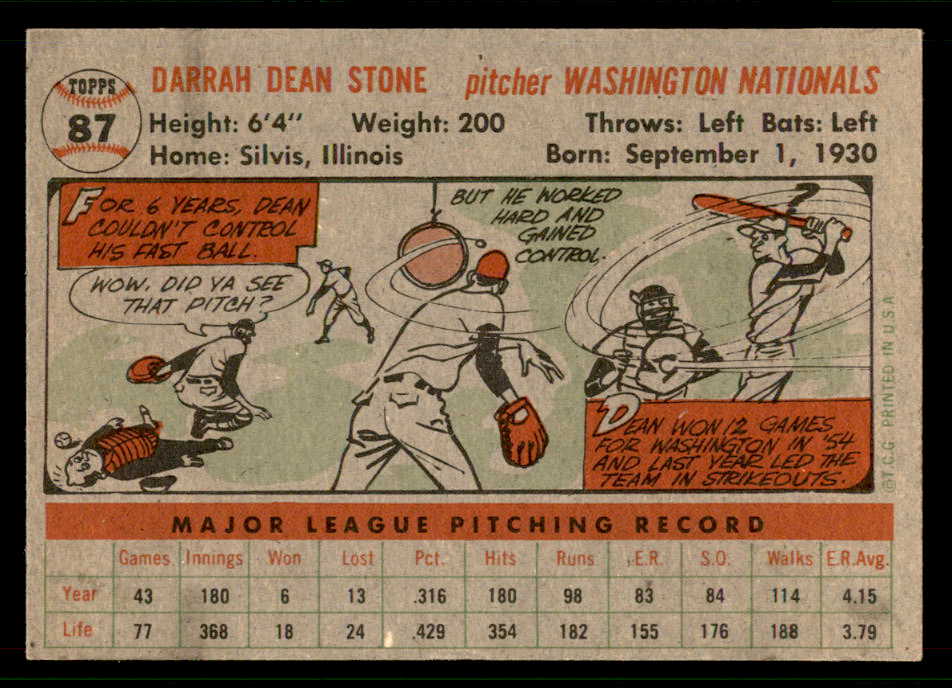 TOPPS
87
DARRAH DEAN STONE pitcher WASHINGTON NATIONALS
Height: 6'4" Weight: 200 Throws: Left Bats: Left
Home: Silvis, Illinois Born: September 1, 1930
FOR 6 YEARS, DEAN
COULDN'T CONTROL
HIS FAST BALL.
WOW, DID YA SEE
THAT PITCH?
BUT HE WORKED
HARD AND
GAINED
CONTROL.
?
DEAN WON 12 GAMES
FOR WASHINGTON IN '54
AND LAST YEAR LED THE
TEAM IN STRIKEOUTS.
©T.C.G. PRINTED IN U.S.A.
MAJOR LEAGUE PITCHING RECORD
Games Innings Won Lost Pct. Hits Runs E.R. S.O. Walks E.R.Avg.
Year 43 180 6 13 .316 180 98 83 84 114 4.15
Life 77 368 18 24 .429 354 182 155 176 188 3.79